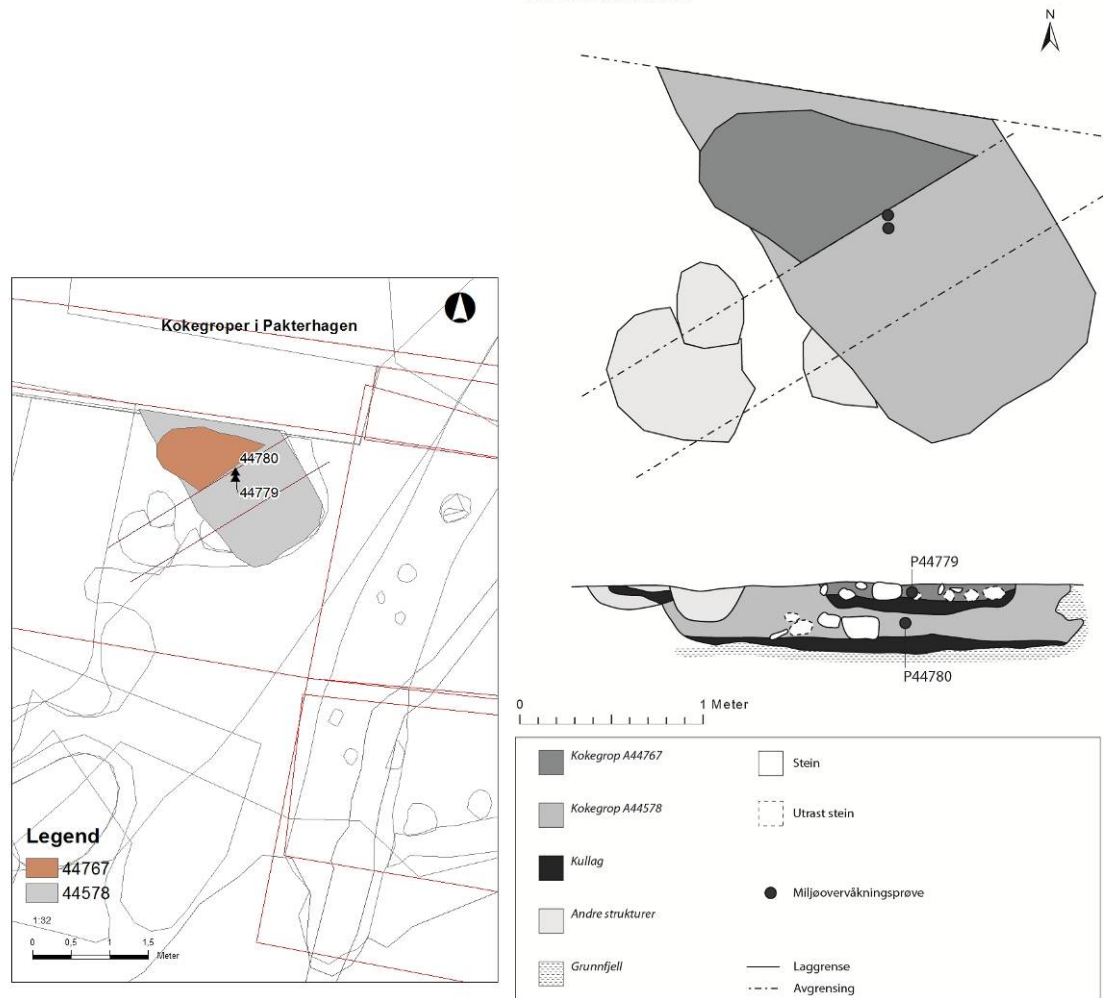 Kokegroper i Pakterhagen
44780
44779
Legend
44767
44578
1:32
0 0,5 1 1,5
Meter
N
P44779
P44780
0 1 Meter
Kokegrop A44767
Kokegrop A44578
Kullag
Andre strukturer
Grunnfjell
Stein
Utrast stein
Miljøovervåkningsprøve
Laggrense
Avgrensing